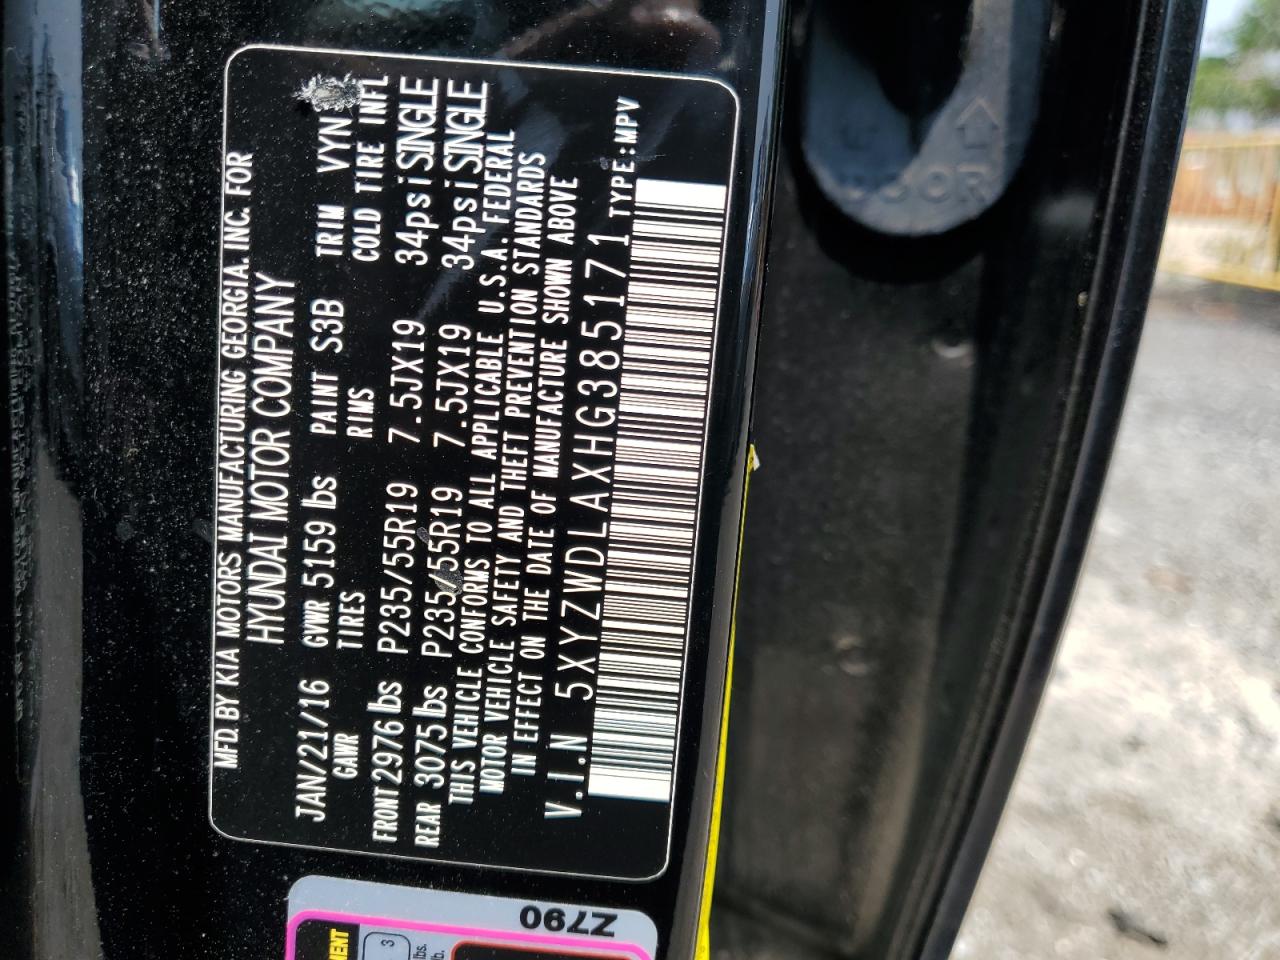 MFD. BY KIA MOTORS MANUFACTURING GEORGIA. INC. FOR
HYUNDAI MOTOR COMPANY
JAN/21/16 GVWR 5159 lbs PAINT S3B TRIM VYN
GAWR TIRES RIMS COLD TIRE INFL
FRONT 2976 lbs P235/55R19 7.5JX19 34psi SINGLE
REAR 3075 lbs P235/55R19 7.5JX19 34psi SINGLE
THIS VEHICLE CONFORMS TO ALL APPLICABLE U.S.A. FEDERAL
MOTOR VEHICLE SAFETY AND THEFT PREVENTION STANDARDS
IN EFFECT ON THE DATE OF MANUFACTURE SHOWN ABOVE
V.I.N 5XYZWDLAXHG385171 TYPE:MPV
Z790
3